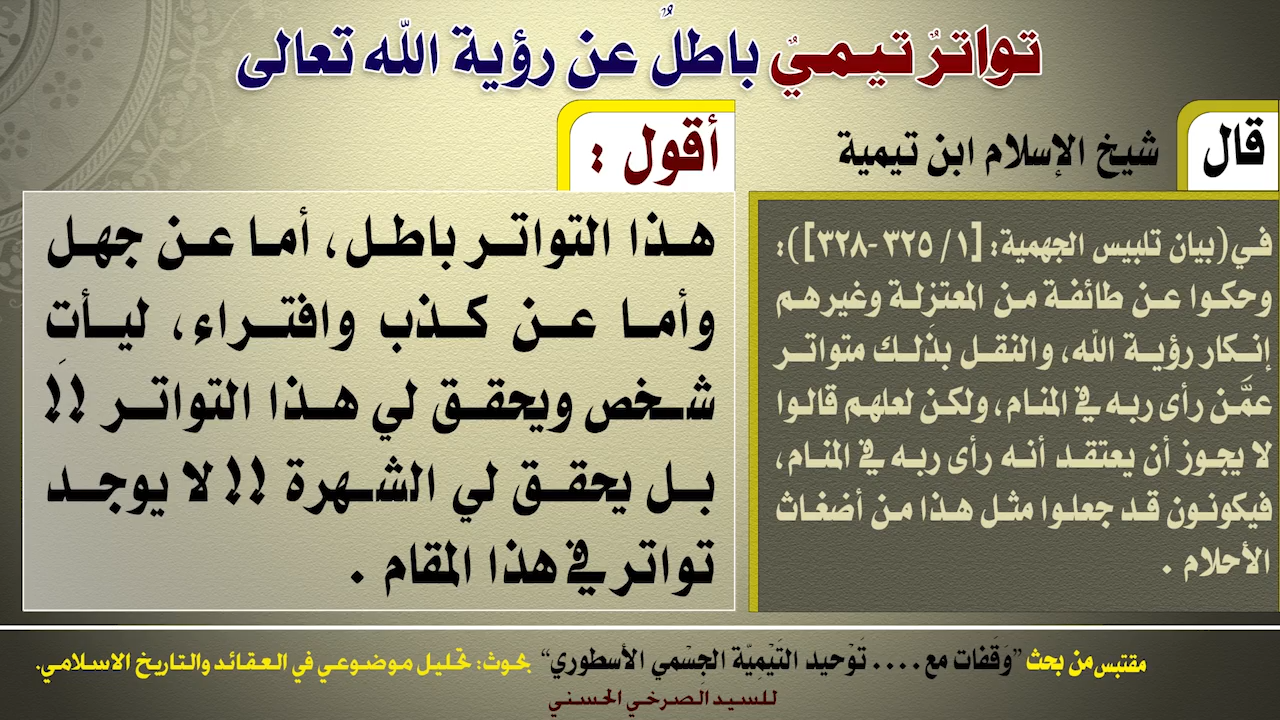 تواترٌ تيميٌ باطلٌ عن رؤية الله تعالى
قال شيخ الإسلام ابن تيمية
في (بيان تلبيس الجهمية: [١/ ٣٢٥ -٣٢٨]):
وحكوا عن طائفة من المعتزلة وغيرهم
إنكار رؤية الله، والنقل بذَلك متواتر
عمَّن رأى ربه في المنام، ولكن لعلهم قالوا
لا يجوز أن يعتقد أنه رأى ربه في المنام،
فيكونون قد جعلوا مثل هذا من أضغاث
الأحلام .
أقول :
هذا التواتر باطل، أما عن جهل
وأما عن كذب وافتراء، ليأتِ
شخص ويحقق لي هذا التواتر !!
بل يحقق لي الشهرة !! لا يوجد
تواتر في هذا المقام .
مقتبس من بحث "وَقَفات مع .... تَوْحيد التَيْمِيّة الجِسْمي الأسطوري" بحوث: تحليل موضوعي في العقائد والتاريخ الاسلامي.
للسيد الصرخي الحسني